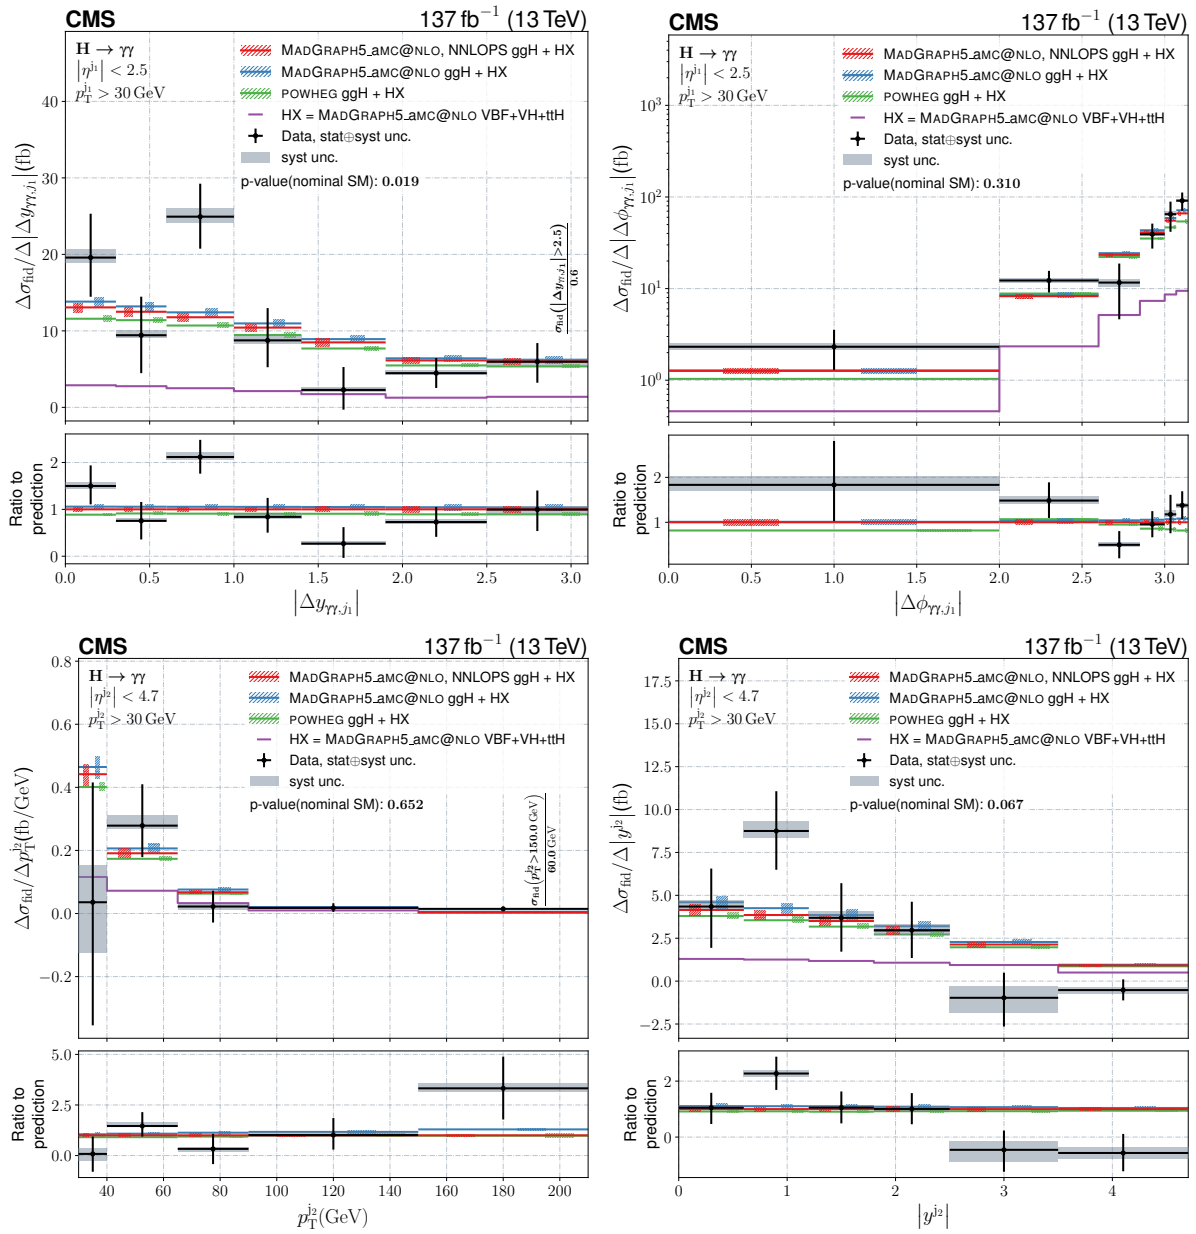 CMS 137 fb⁻¹ (13 TeV)
H → γγ
|η^{j₁}| < 2.5
p_T^{j₁} > 30 GeV
MADGRAPH5_aMC@NLO, NNLOPS ggH + HX
MADGRAPH5_aMC@NLO ggH + HX
POWHEG ggH + HX
HX = MADGRAPH5_aMC@NLO VBF+VH+ttH
Data, stat⊕syst unc.
syst unc.
p-value(nominal SM): 0.019
σ_fid(|Δy_{γγ,j₁}|>2.5)
0.6
Δσ_fid/Δ|Δy_{γγ,j₁}|(fb)
40
30
20
10
0
Ratio to
prediction
2
1
0
0.0 0.5 1.0 1.5 2.0 2.5 3.0
|Δy_{γγ,j₁}|
CMS 137 fb⁻¹ (13 TeV)
H → γγ
|η^{j₁}| < 2.5
p_T^{j₁} > 30 GeV
MADGRAPH5_aMC@NLO, NNLOPS ggH + HX
MADGRAPH5_aMC@NLO ggH + HX
POWHEG ggH + HX
HX = MADGRAPH5_aMC@NLO VBF+VH+ttH
Data, stat⊕syst unc.
syst unc.
p-value(nominal SM): 0.310
Δσ_fid/Δ|Δϕ_{γγ,j₁}|(fb)
10³
10²
10¹
10⁰
Ratio to
prediction
2
1
0.0 0.5 1.0 1.5 2.0 2.5 3.0
|Δϕ_{γγ,j₁}|
CMS 137 fb⁻¹ (13 TeV)
H → γγ
|η^{j₂}| < 4.7
p_T^{j₂} > 30 GeV
MADGRAPH5_aMC@NLO, NNLOPS ggH + HX
MADGRAPH5_aMC@NLO ggH + HX
POWHEG ggH + HX
HX = MADGRAPH5_aMC@NLO VBF+VH+ttH
Data, stat⊕syst unc.
syst unc.
p-value(nominal SM): 0.652
σ_fid(p_T^{j₂}>150.0 GeV)
60.0 GeV
Δσ_fid/Δp_T^{j₂}(fb/GeV)
0.8
0.6
0.4
0.2
0.0
−0.2
Ratio to
prediction
5.0
2.5
0.0
40 60 80 100 120 140 160 180 200
p_T^{j₂}(GeV)
CMS 137 fb⁻¹ (13 TeV)
H → γγ
|η^{j₂}| < 4.7
p_T^{j₂} > 30 GeV
MADGRAPH5_aMC@NLO, NNLOPS ggH + HX
MADGRAPH5_aMC@NLO ggH + HX
POWHEG ggH + HX
HX = MADGRAPH5_aMC@NLO VBF+VH+ttH
Data, stat⊕syst unc.
syst unc.
p-value(nominal SM): 0.067
Δσ_fid/Δ|y^{j₂}|(fb)
17.5
15.0
12.5
10.0
7.5
5.0
2.5
0.0
−2.5
Ratio to
prediction
2
0
0 1 2 3 4
|y^{j₂}|